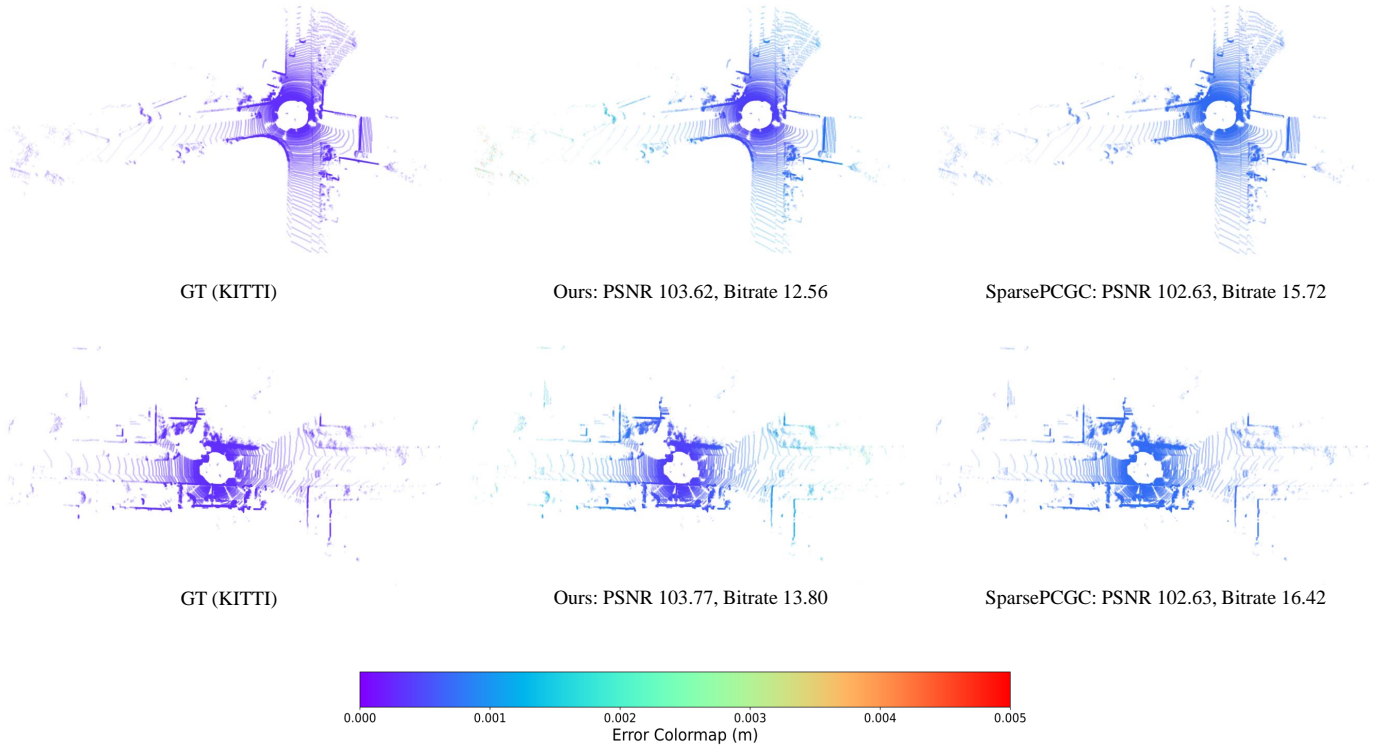 GT (KITTI)
Ours: PSNR 103.62, Bitrate 12.56
SparsePCGC: PSNR 102.63, Bitrate 15.72
GT (KITTI)
Ours: PSNR 103.77, Bitrate 13.80
SparsePCGC: PSNR 102.63, Bitrate 16.42
0.000 0.001 0.002 0.003 0.004 0.005
Error Colormap (m)